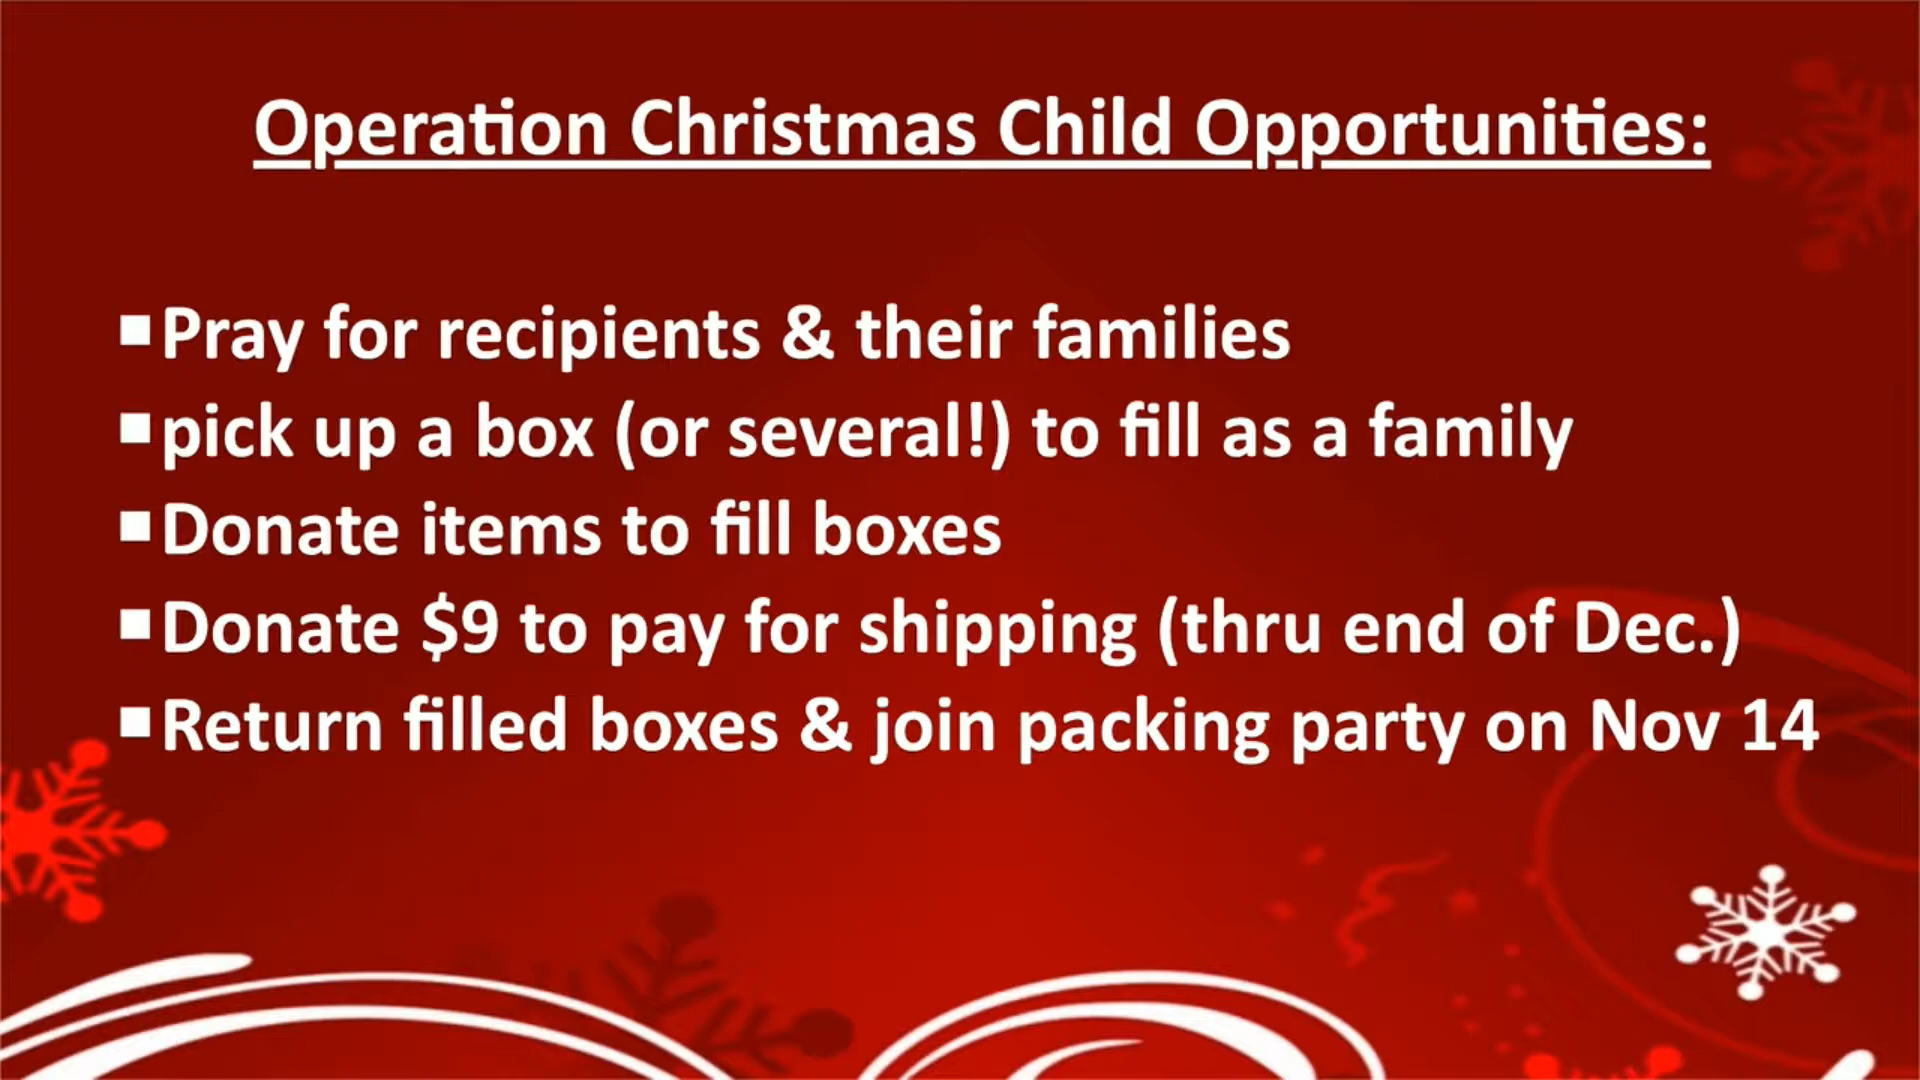 Operation Christmas Child Opportunities:
▪Pray for recipients & their families
▪pick up a box (or several!) to fill as a family
▪Donate items to fill boxes
▪Donate $9 to pay for shipping (thru end of Dec.)
▪Return filled boxes & join packing party on Nov 14